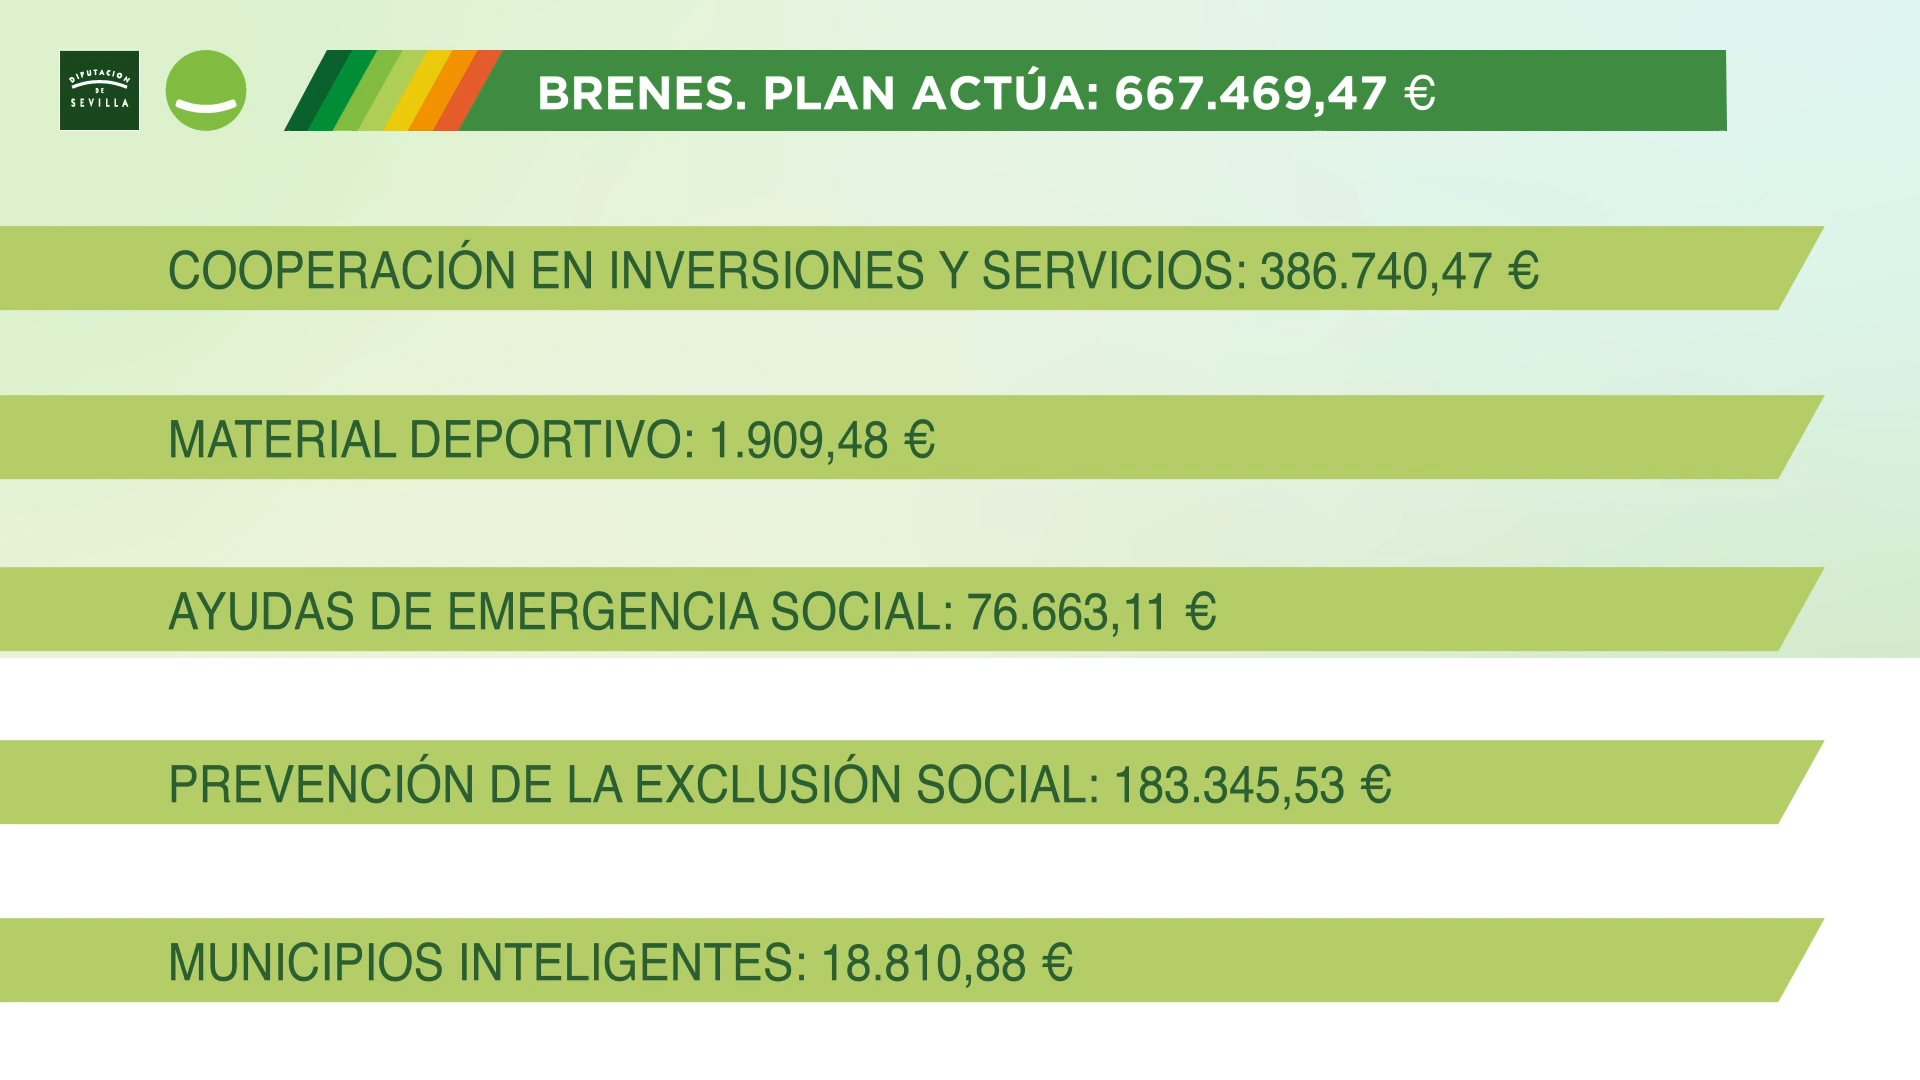 DIPUTACION
DE
SEVILLA
BRENES. PLAN ACTÚA: 667.469,47 €
COOPERACIÓN EN INVERSIONES Y SERVICIOS: 386.740,47 €
MATERIAL DEPORTIVO: 1.909,48 €
AYUDAS DE EMERGENCIA SOCIAL: 76.663,11 €
PREVENCIÓN DE LA EXCLUSIÓN SOCIAL: 183.345,53 €
MUNICIPIOS INTELIGENTES: 18.810,88 €